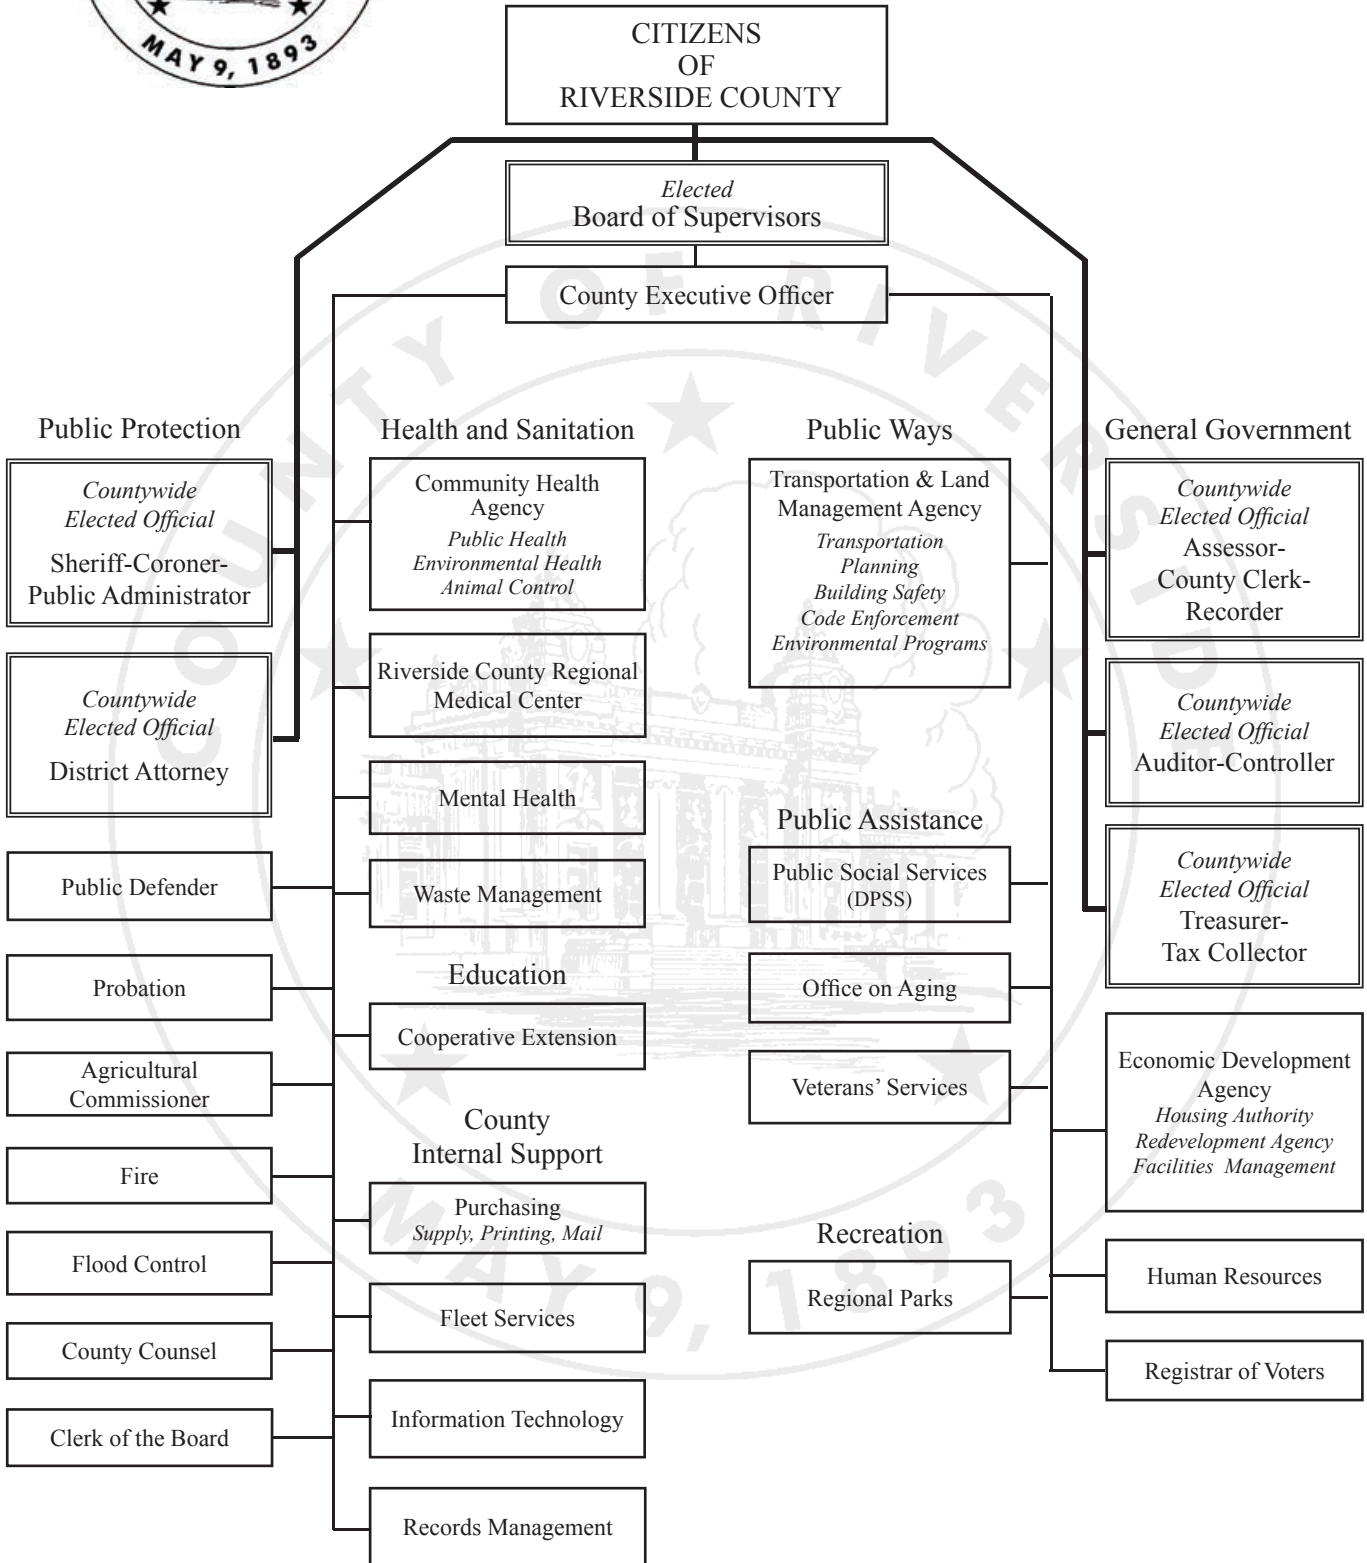 MAY 9, 1893
CITIZENS
OF
RIVERSIDE COUNTY
Elected
Board of Supervisors
County Executive Officer
COUNTY OF RIVERSIDE
MAY 9, 1893
Public Protection
Countywide
Elected Official
Sheriff-Coroner-
Public Administrator
Countywide
Elected Official
District Attorney
Public Defender
Probation
Agricultural
Commissioner
Fire
Flood Control
County Counsel
Clerk of the Board
Health and Sanitation
Community Health
Agency
Public Health
Environmental Health
Animal Control
Riverside County Regional
Medical Center
Mental Health
Waste Management
Education
Cooperative Extension
County
Internal Support
Purchasing
Supply, Printing, Mail
Fleet Services
Information Technology
Records Management
Public Ways
Transportation & Land
Management Agency
Transportation
Planning
Building Safety
Code Enforcement
Environmental Programs
Public Assistance
Public Social Services
(DPSS)
Office on Aging
Veterans’ Services
Recreation
Regional Parks
General Government
Countywide
Elected Official
Assessor-
County Clerk-
Recorder
Countywide
Elected Official
Auditor-Controller
Countywide
Elected Official
Treasurer-
Tax Collector
Economic Development
Agency
Housing Authority
Redevelopment Agency
Facilities Management
Human Resources
Registrar of Voters